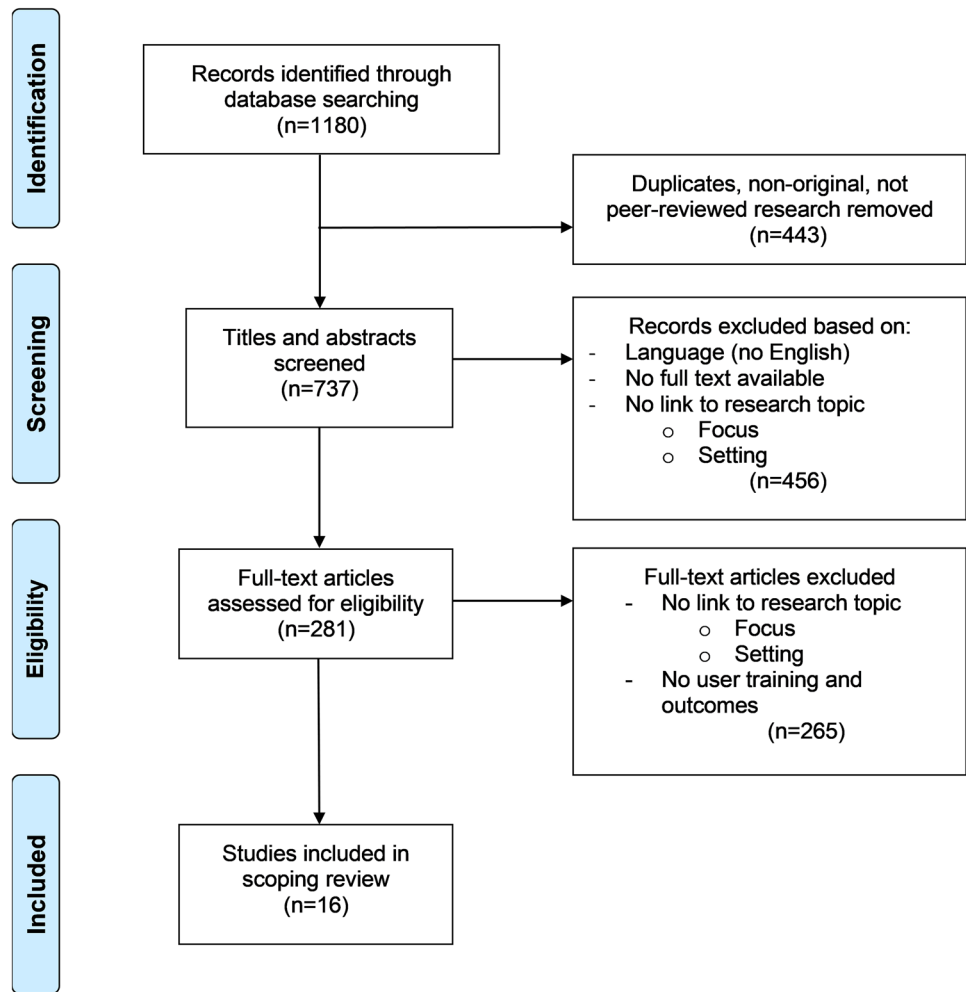 Identification
Records identified through
database searching
(n=1180)
Duplicates, non-original, not
peer-reviewed research removed
(n=443)
Screening
Titles and abstracts
screened
(n=737)
Records excluded based on:
- Language (no English)
- No full text available
- No link to research topic
o Focus
o Setting
(n=456)
Eligibility
Full-text articles
assessed for eligibility
(n=281)
Full-text articles excluded
- No link to research topic
o Focus
o Setting
- No user training and
outcomes
(n=265)
Included
Studies included in
scoping review
(n=16)